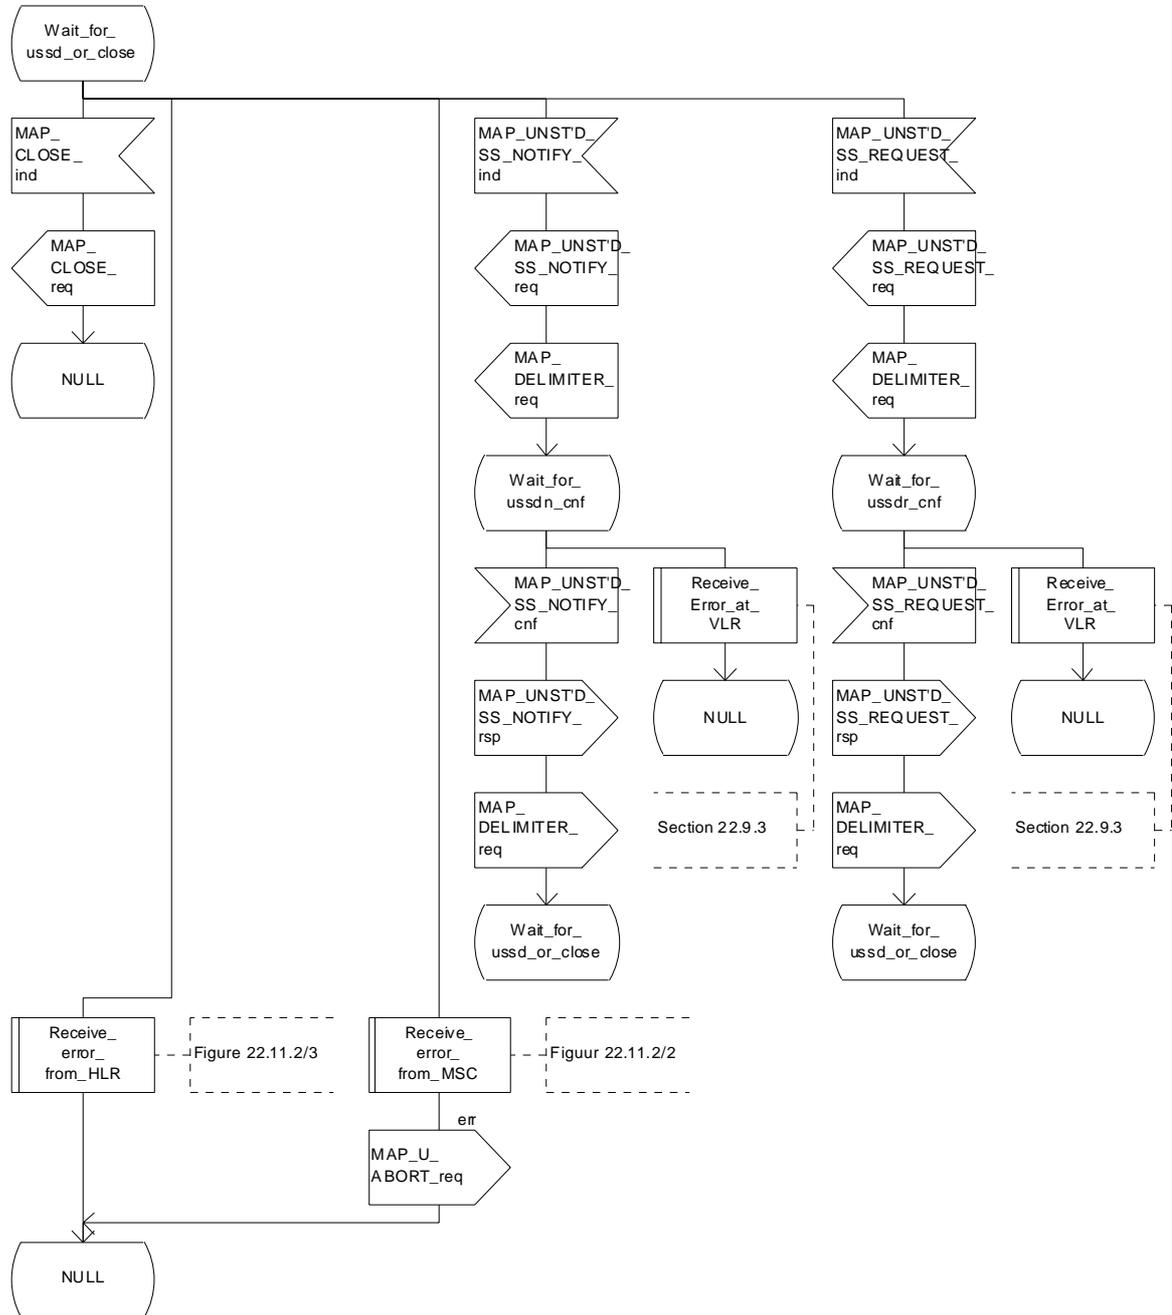 Wait_for_
ussd_or_close
MAP_
CLOSE_
ind
MAP_UNST'D_
SS_NOTIFY_
ind
MAP_UNST'D_
SS_REQUEST_
ind
MAP_
CLOSE_
req
MAP_UNST'D_
SS_NOTIFY_
req
MAP_UNST'D_
SS_REQUEST_
req
NULL
MAP_
DELIMITER_
req
MAP_
DELIMITER_
req
Wait_for_
ussdn_cnf
Wait_for_
ussdr_cnf
MAP_UNST'D_
SS_NOTIFY_
cnf
Receive_
Error_at_
VLR
MAP_UNST'D_
SS_REQUEST_
cnf
Receive_
Error_at_
VLR
MAP_UNST'D_
SS_NOTIFY_
rsp
NULL
MAP_UNST'D_
SS_REQUEST_
rsp
NULL
MAP_
DELIMITER_
req
Section 22.9.3
MAP_
DELIMITER_
req
Section 22.9.3
Wait_for_
ussd_or_close
Wait_for_
ussd_or_close
Receive_
error_
from_HLR
Figure 22.11.2/3
Receive_
error_
from_MSC
Figuur 22.11.2/2
err
MAP_U_
ABORT_req
NULL